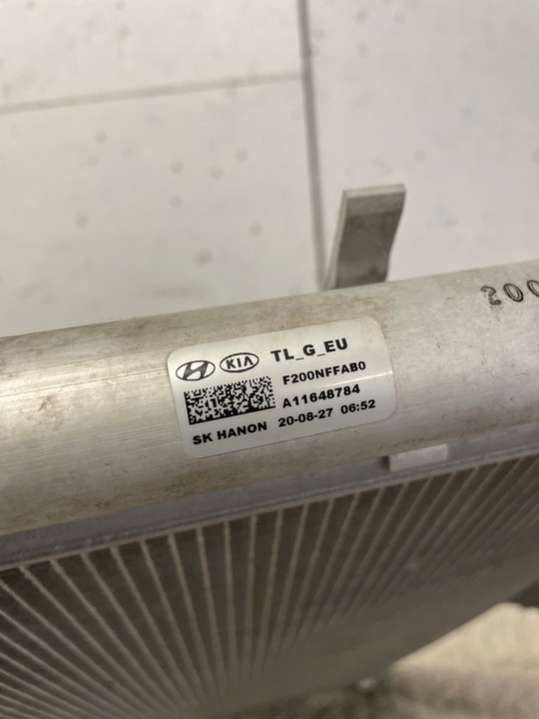 KIA TL_G_EU
F200NFFAB0
A11648784
SK HANON 20-08-27 06:52
200